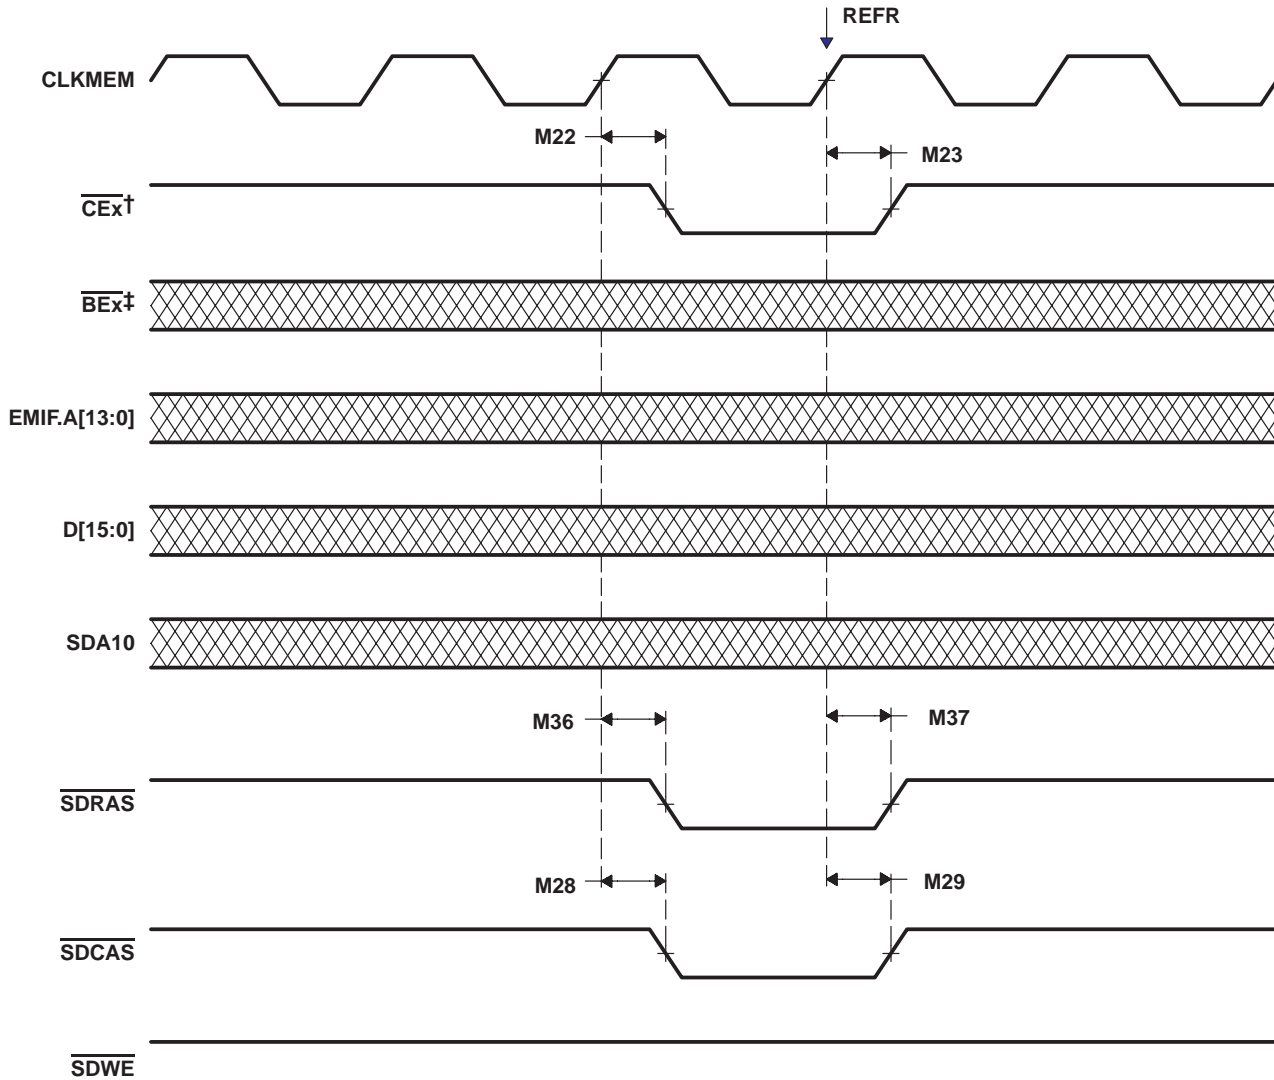 REFR
CLKMEM
M22
M23
CEx†
BEx‡
EMIF.A[13:0]
D[15:0]
SDA10
M36
M37
SDRAS
M28
M29
SDCAS
SDWE